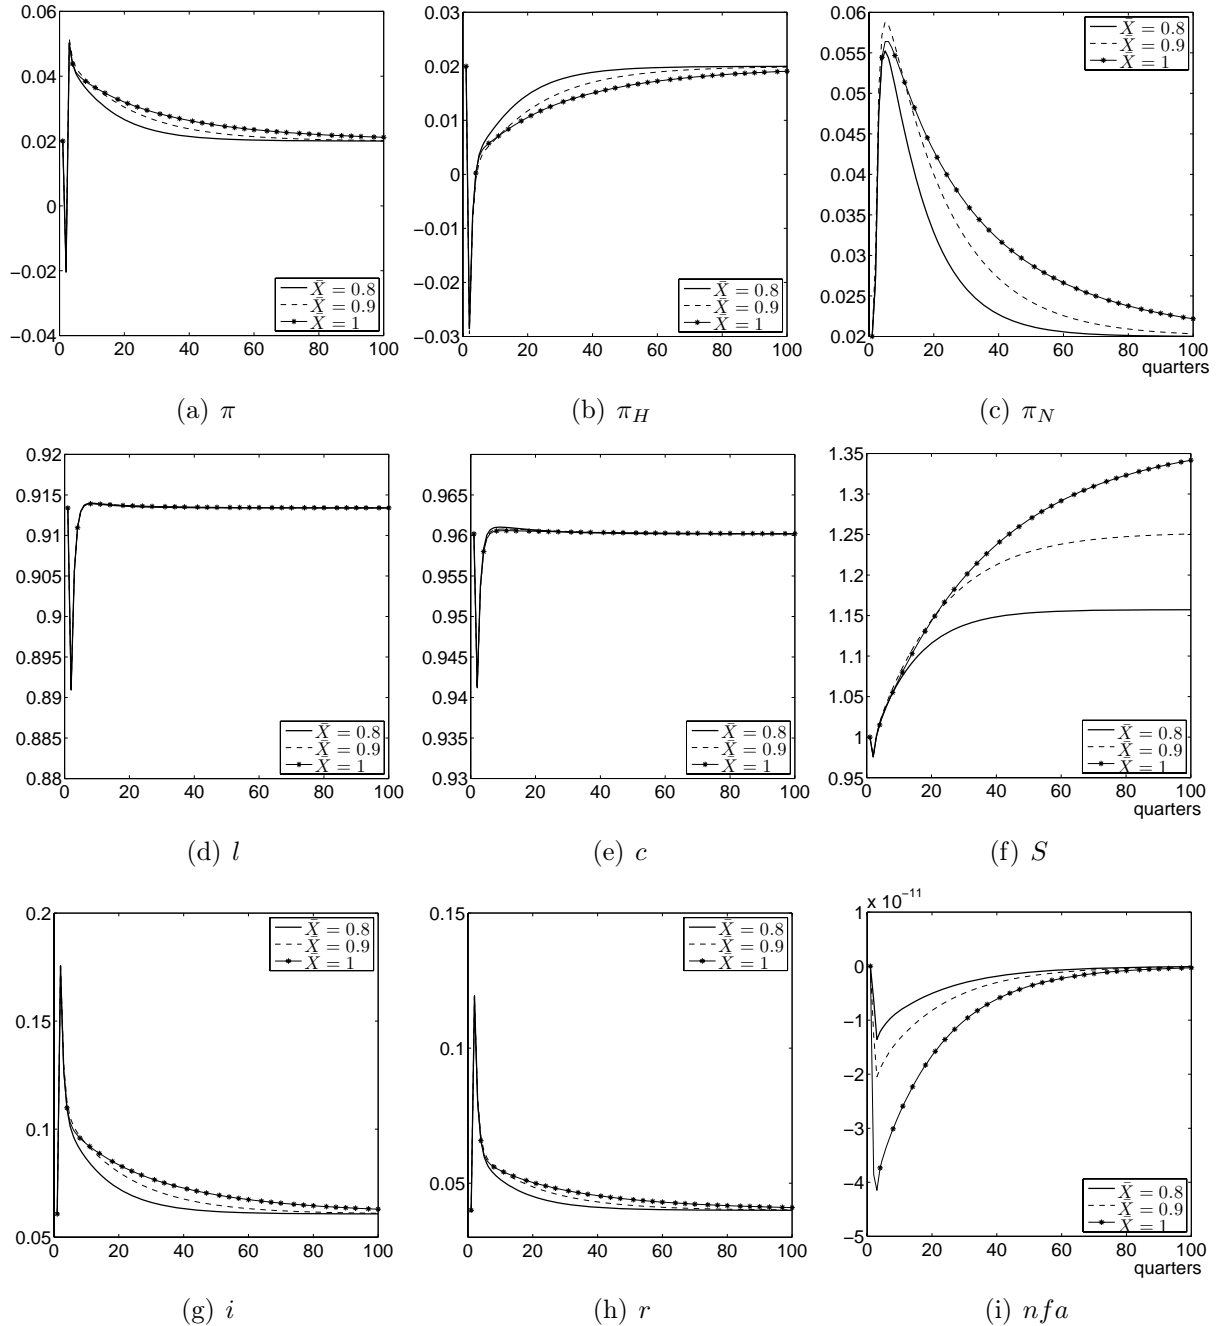 0.06
0.04
0.02
0
−0.02
−0.04
0 20 40 60 80 100
X̄ = 0.8
X̄ = 0.9
X̄ = 1
(a) π
0.03
0.02
0.01
0
−0.01
−0.02
−0.03
0 20 40 60 80 100
X̄ = 0.8
X̄ = 0.9
X̄ = 1
(b) π_H
0.06
0.055
0.05
0.045
0.04
0.035
0.03
0.025
0.02
0 20 40 60 80 100
quarters
X̄ = 0.8
X̄ = 0.9
X̄ = 1
(c) π_N
0.92
0.915
0.91
0.905
0.9
0.895
0.89
0.885
0.88
0 20 40 60 80 100
X̄ = 0.8
X̄ = 0.9
X̄ = 1
(d) l
0.965
0.96
0.955
0.95
0.945
0.94
0.935
0.93
0 20 40 60 80 100
X̄ = 0.8
X̄ = 0.9
X̄ = 1
(e) c
1.35
1.3
1.25
1.2
1.15
1.1
1.05
1
0.95
0 20 40 60 80 100
quarters
X̄ = 0.8
X̄ = 0.9
X̄ = 1
(f) S
0.2
0.15
0.1
0.05
0 20 40 60 80 100
X̄ = 0.8
X̄ = 0.9
X̄ = 1
(g) i
0.15
0.1
0.05
0 20 40 60 80 100
X̄ = 0.8
X̄ = 0.9
X̄ = 1
(h) r
x 10^−11
1
0
−1
−2
−3
−4
−5
0 20 40 60 80 100
quarters
X̄ = 0.8
X̄ = 0.9
X̄ = 1
(i) nfa